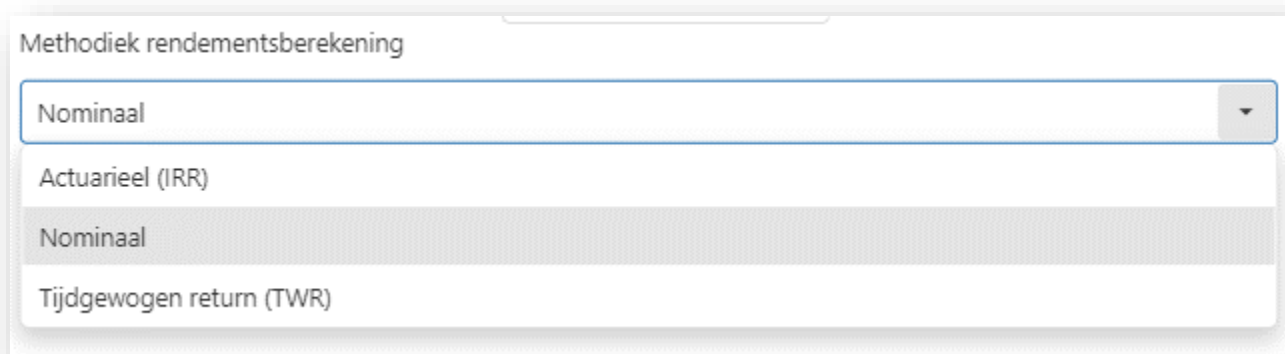 Methodiek rendementsberekening
Nominaal
Actuarieel (IRR)
Nominaal
Tijdgewogen return (TWR)